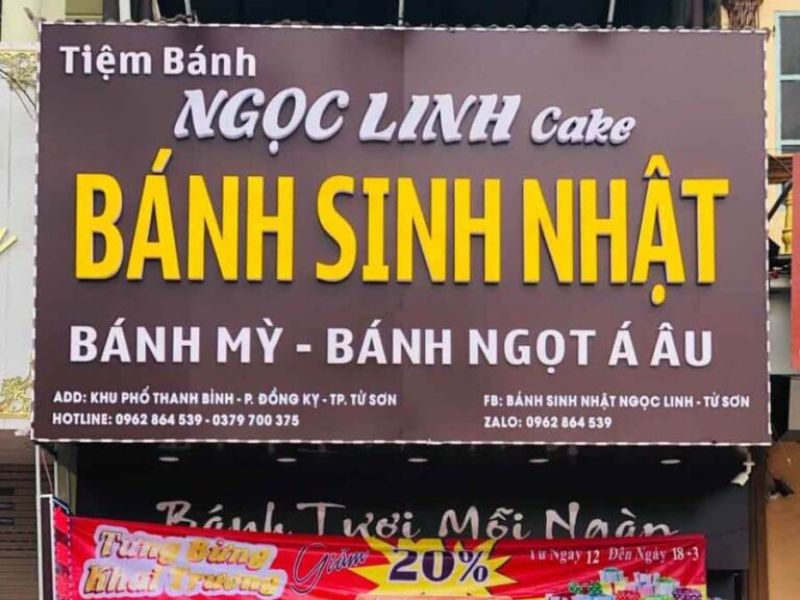 Tiệm Bánh
NGỌC LINH Cake
BÁNH SINH NHẬT
BÁNH MỲ - BÁNH NGỌT Á ÂU
ADD: KHU PHỐ THANH BÌNH - P. ĐỒNG KỴ - TP. TỪ SƠN
HOTLINE: 0962 864 539 - 0379 700 375
FB: BÁNH SINH NHẬT NGỌC LINH - TỪ SƠN
ZALO: 0962 864 539
Bánh Tươi Mỗi Ngày
Tưng Bừng
Khai Trương
Giảm 20%
Từ Ngày 12 Đến Ngày 18-3